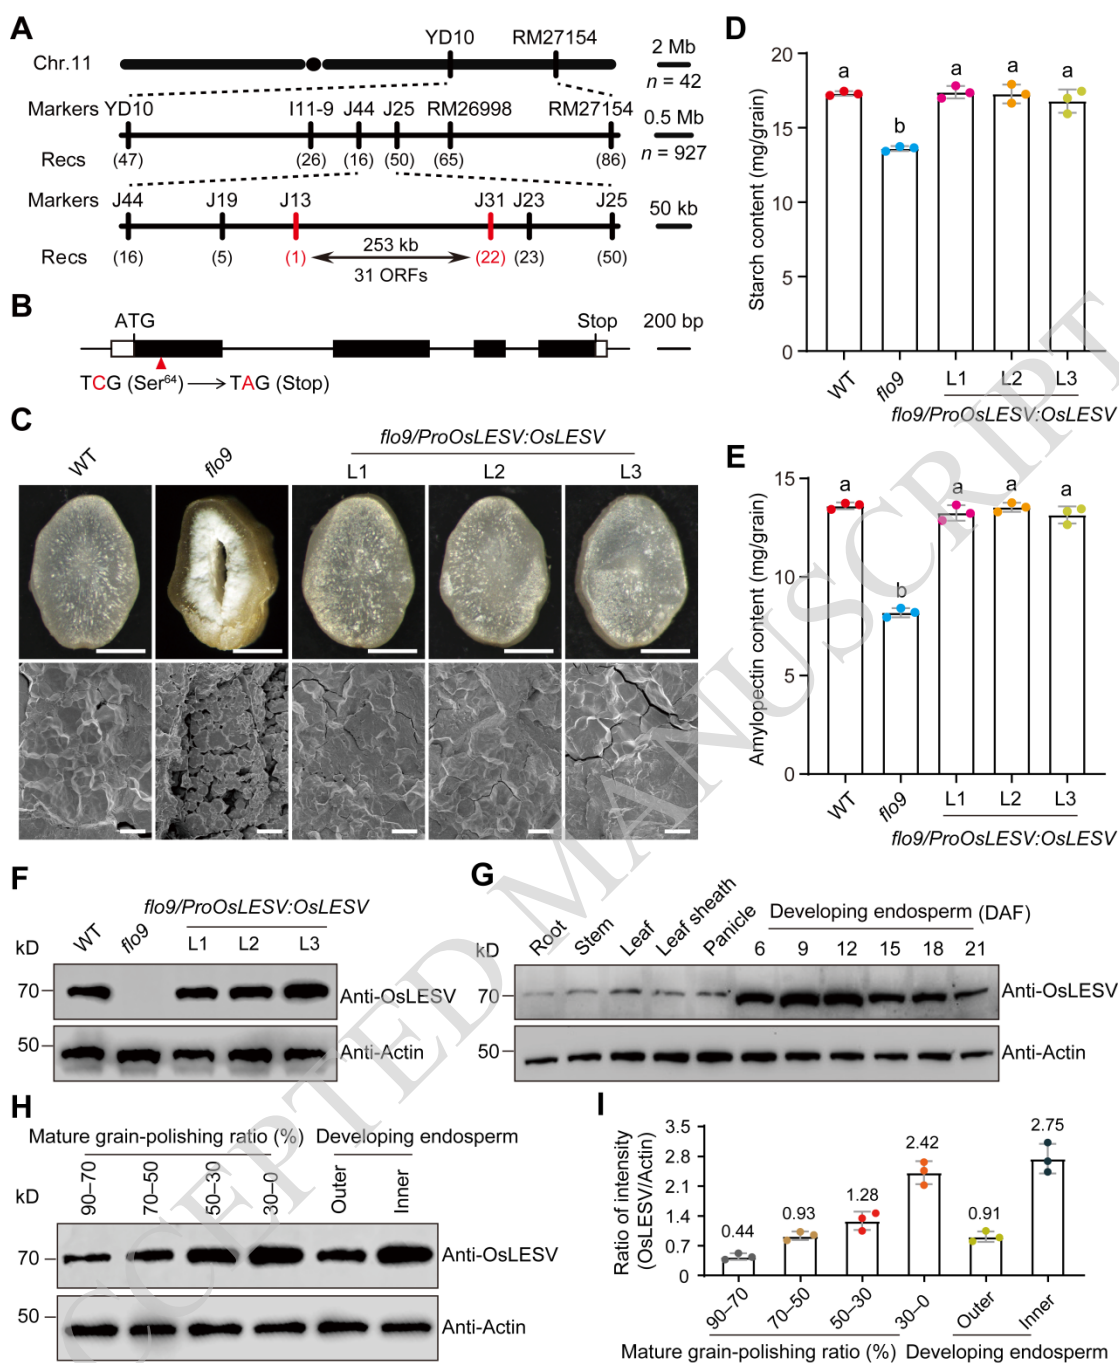 A
YD10 RM27154
Chr.11 2 Mb
n = 42
Markers
YD10 I11-9 J44 J25 RM26998 RM27154
0.5 Mb
Recs (47) (26) (16) (50) (65) (86) n = 927
Markers J44 J19 J13 J31 J23 J25 50 kb
253 kb
Recs (16) (5) (1) (22) (23) (50)
31 ORFs
B
ATG Stop 200 bp
TCG (Ser64) → TAG (Stop)
C
flo9/ProOsLESV:OsLESV
WT flo9 L1 L2 L3
D
Starch content (mg/grain)
20
15
10
5
0
a b a a a
WT flo9 L1 L2 L3
flo9/ProOsLESV:OsLESV
E
Amylopectin content (mg/grain)
15
10
5
0
a b a a a
WT flo9 L1 L2 L3
flo9/ProOsLESV:OsLESV
F
flo9/ProOsLESV:OsLESV
kD WT flo9 L1 L2 L3
70 Anti-OsLESV
50 Anti-Actin
G
Developing endosperm (DAF)
kD Root Stem Leaf Leaf sheath Panicle 6 9 12 15 18 21
70 Anti-OsLESV
50 Anti-Actin
H
Mature grain-polishing ratio (%) Developing endosperm
kD 90–70 70–50 50–30 30–0 Outer Inner
70 Anti-OsLESV
50 Anti-Actin
I
Ratio of intensity
(OsLESV/Actin)
3.5
2.8
2.1
1.4
0.7
0
0.44 0.93 1.28 2.42 0.91 2.75
90–70 70–50 50–30 30–0 Outer Inner
Mature grain-polishing ratio (%) Developing endosperm
CCEPTED MANUSCRIPT